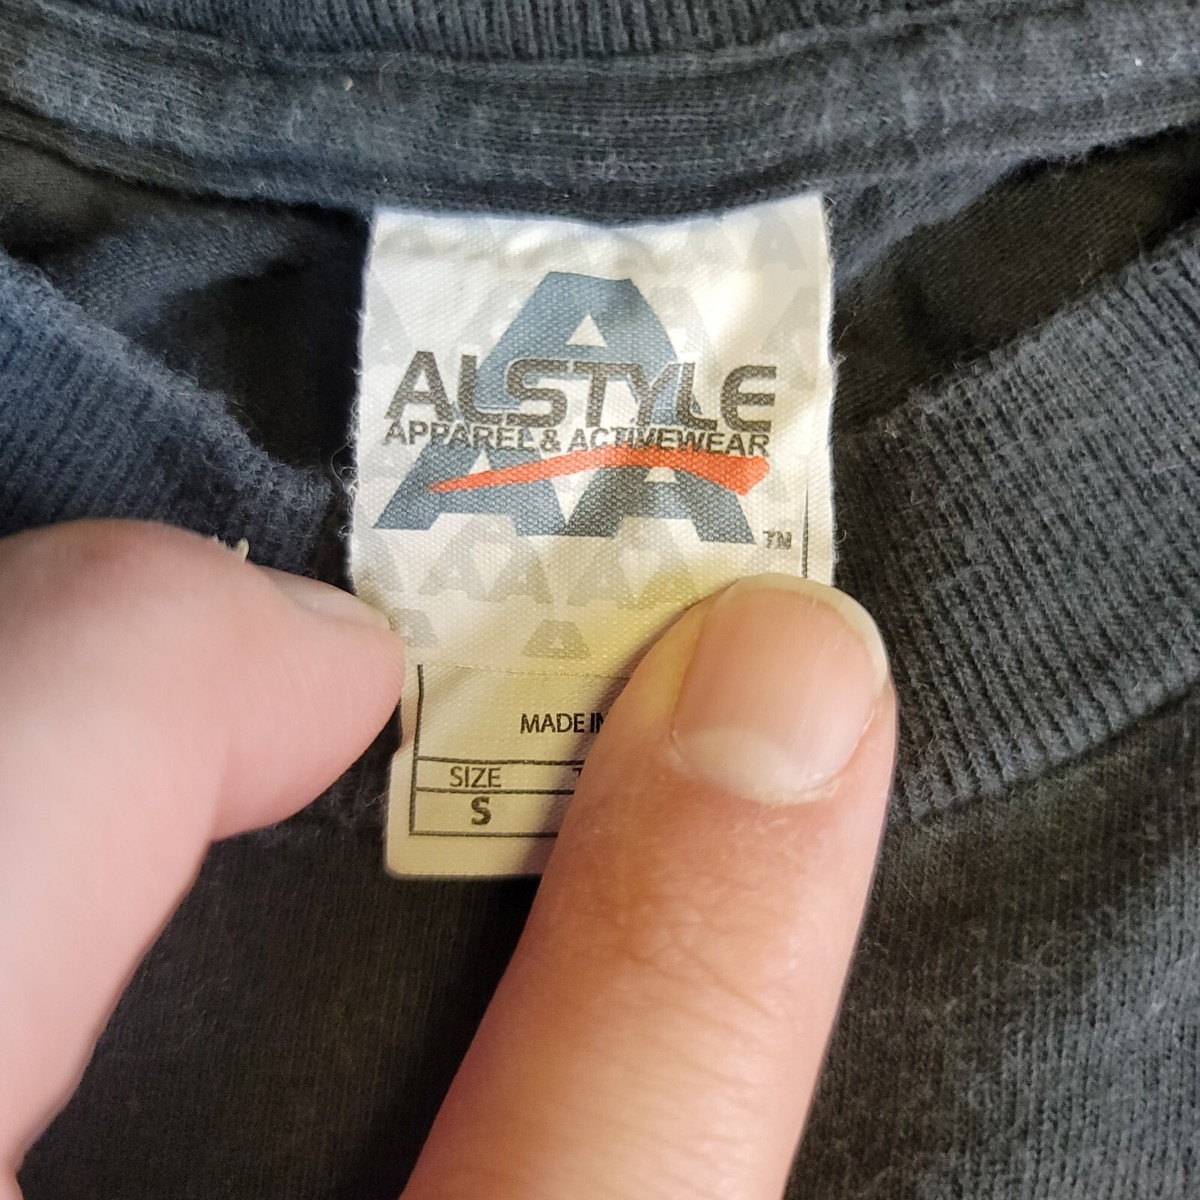 ALSTYLE
APPAREL & ACTIVEWEAR
TM
MADE IN
SIZE
S